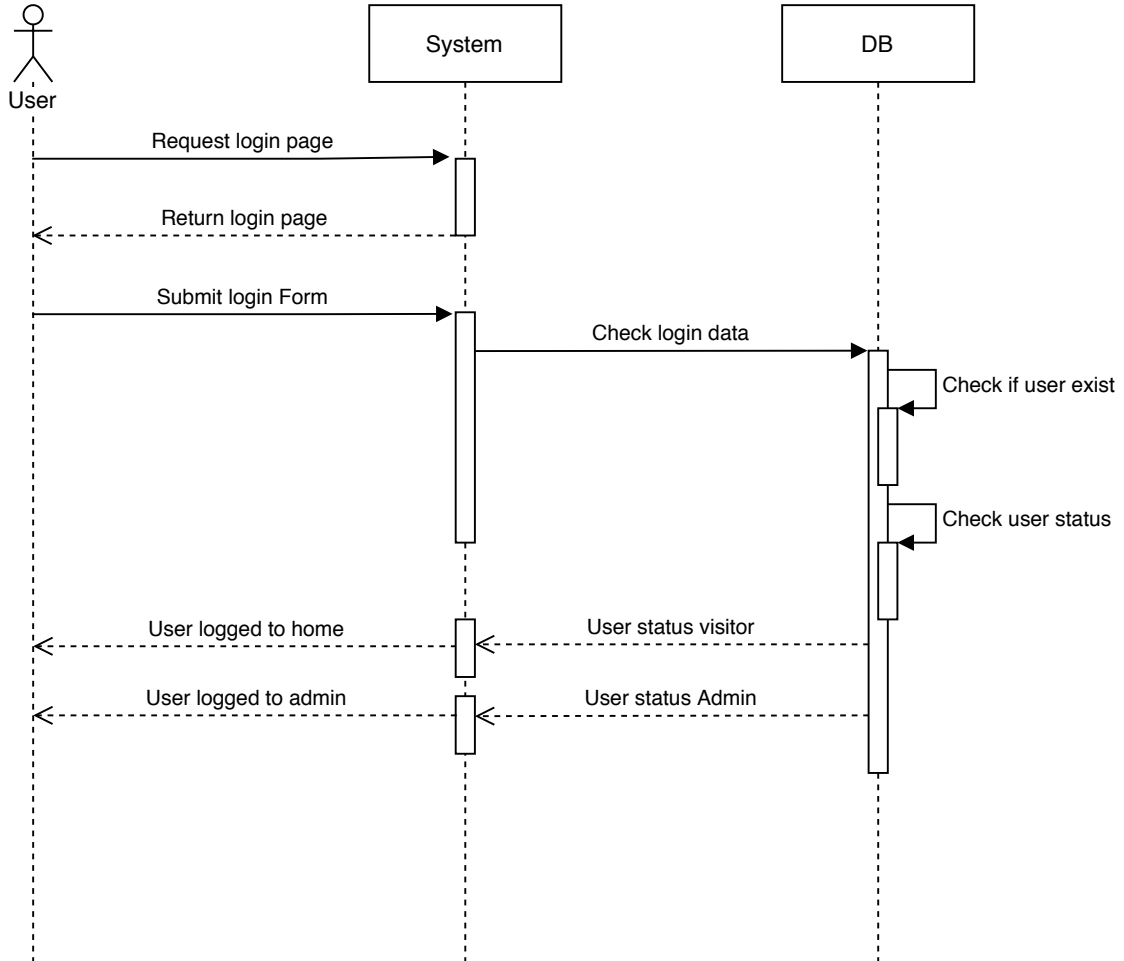 System
DB
User
Request login page
Return login page
Submit login Form
Check login data
Check if user exist
Check user status
User logged to home
User status visitor
User logged to admin
User status Admin